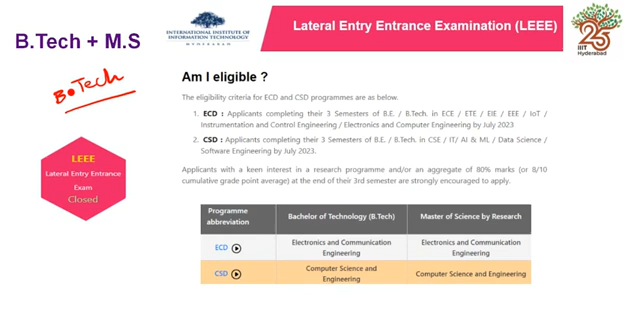 B.Tech + M.S
INTERNATIONAL INSTITUTE OF
INFORMATION TECHNOLOGY
HYDERABAD
Lateral Entry Entrance Examination (LEEE)
25
IIIT
Hyderabad
B.Tech
Am I eligible ?
The eligibility criteria for ECD and CSD programmes are as below.
1. ECD : Applicants completing their 3 Semesters of B.E. / B.Tech. in ECE / ETE / EIE / EEE / IoT /
Instrumentation and Control Engineering / Electronics and Computer Engineering by July 2023
2. CSD : Applicants completing their 3 Semesters of B.E. / B.Tech. in CSE / IT/ AI & ML / Data Science /
Software Engineering by July 2023.
Applicants with a keen interest in a research programme and/or an aggregate of 80% marks (or 8/10
cumulative grade point average) at the end of their 3rd semester are strongly encouraged to apply.
LEEE
Lateral Entry Entrance
Exam
Closed
Programme
abbreviation
Bachelor of Technology (B.Tech)
Master of Science by Research
ECD
Electronics and Communication
Engineering
Electronics and Communication
Engineering
CSD
Computer Science and
Engineering
Computer Science and Engineering